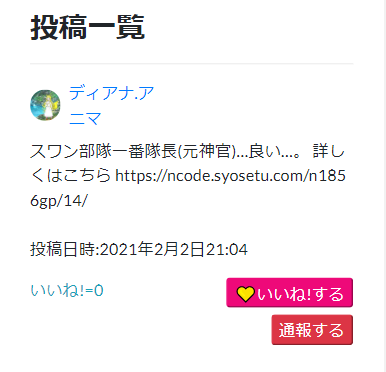 投稿一覧
ディアナ.ア
ニマ
スワン部隊一番隊長(元神官)…良い…。 詳し
くはこちら https://ncode.syosetu.com/n185
6gp/14/
投稿日時:2021年2月2日21:04
いいね!=0
💛いいね!する
通報する